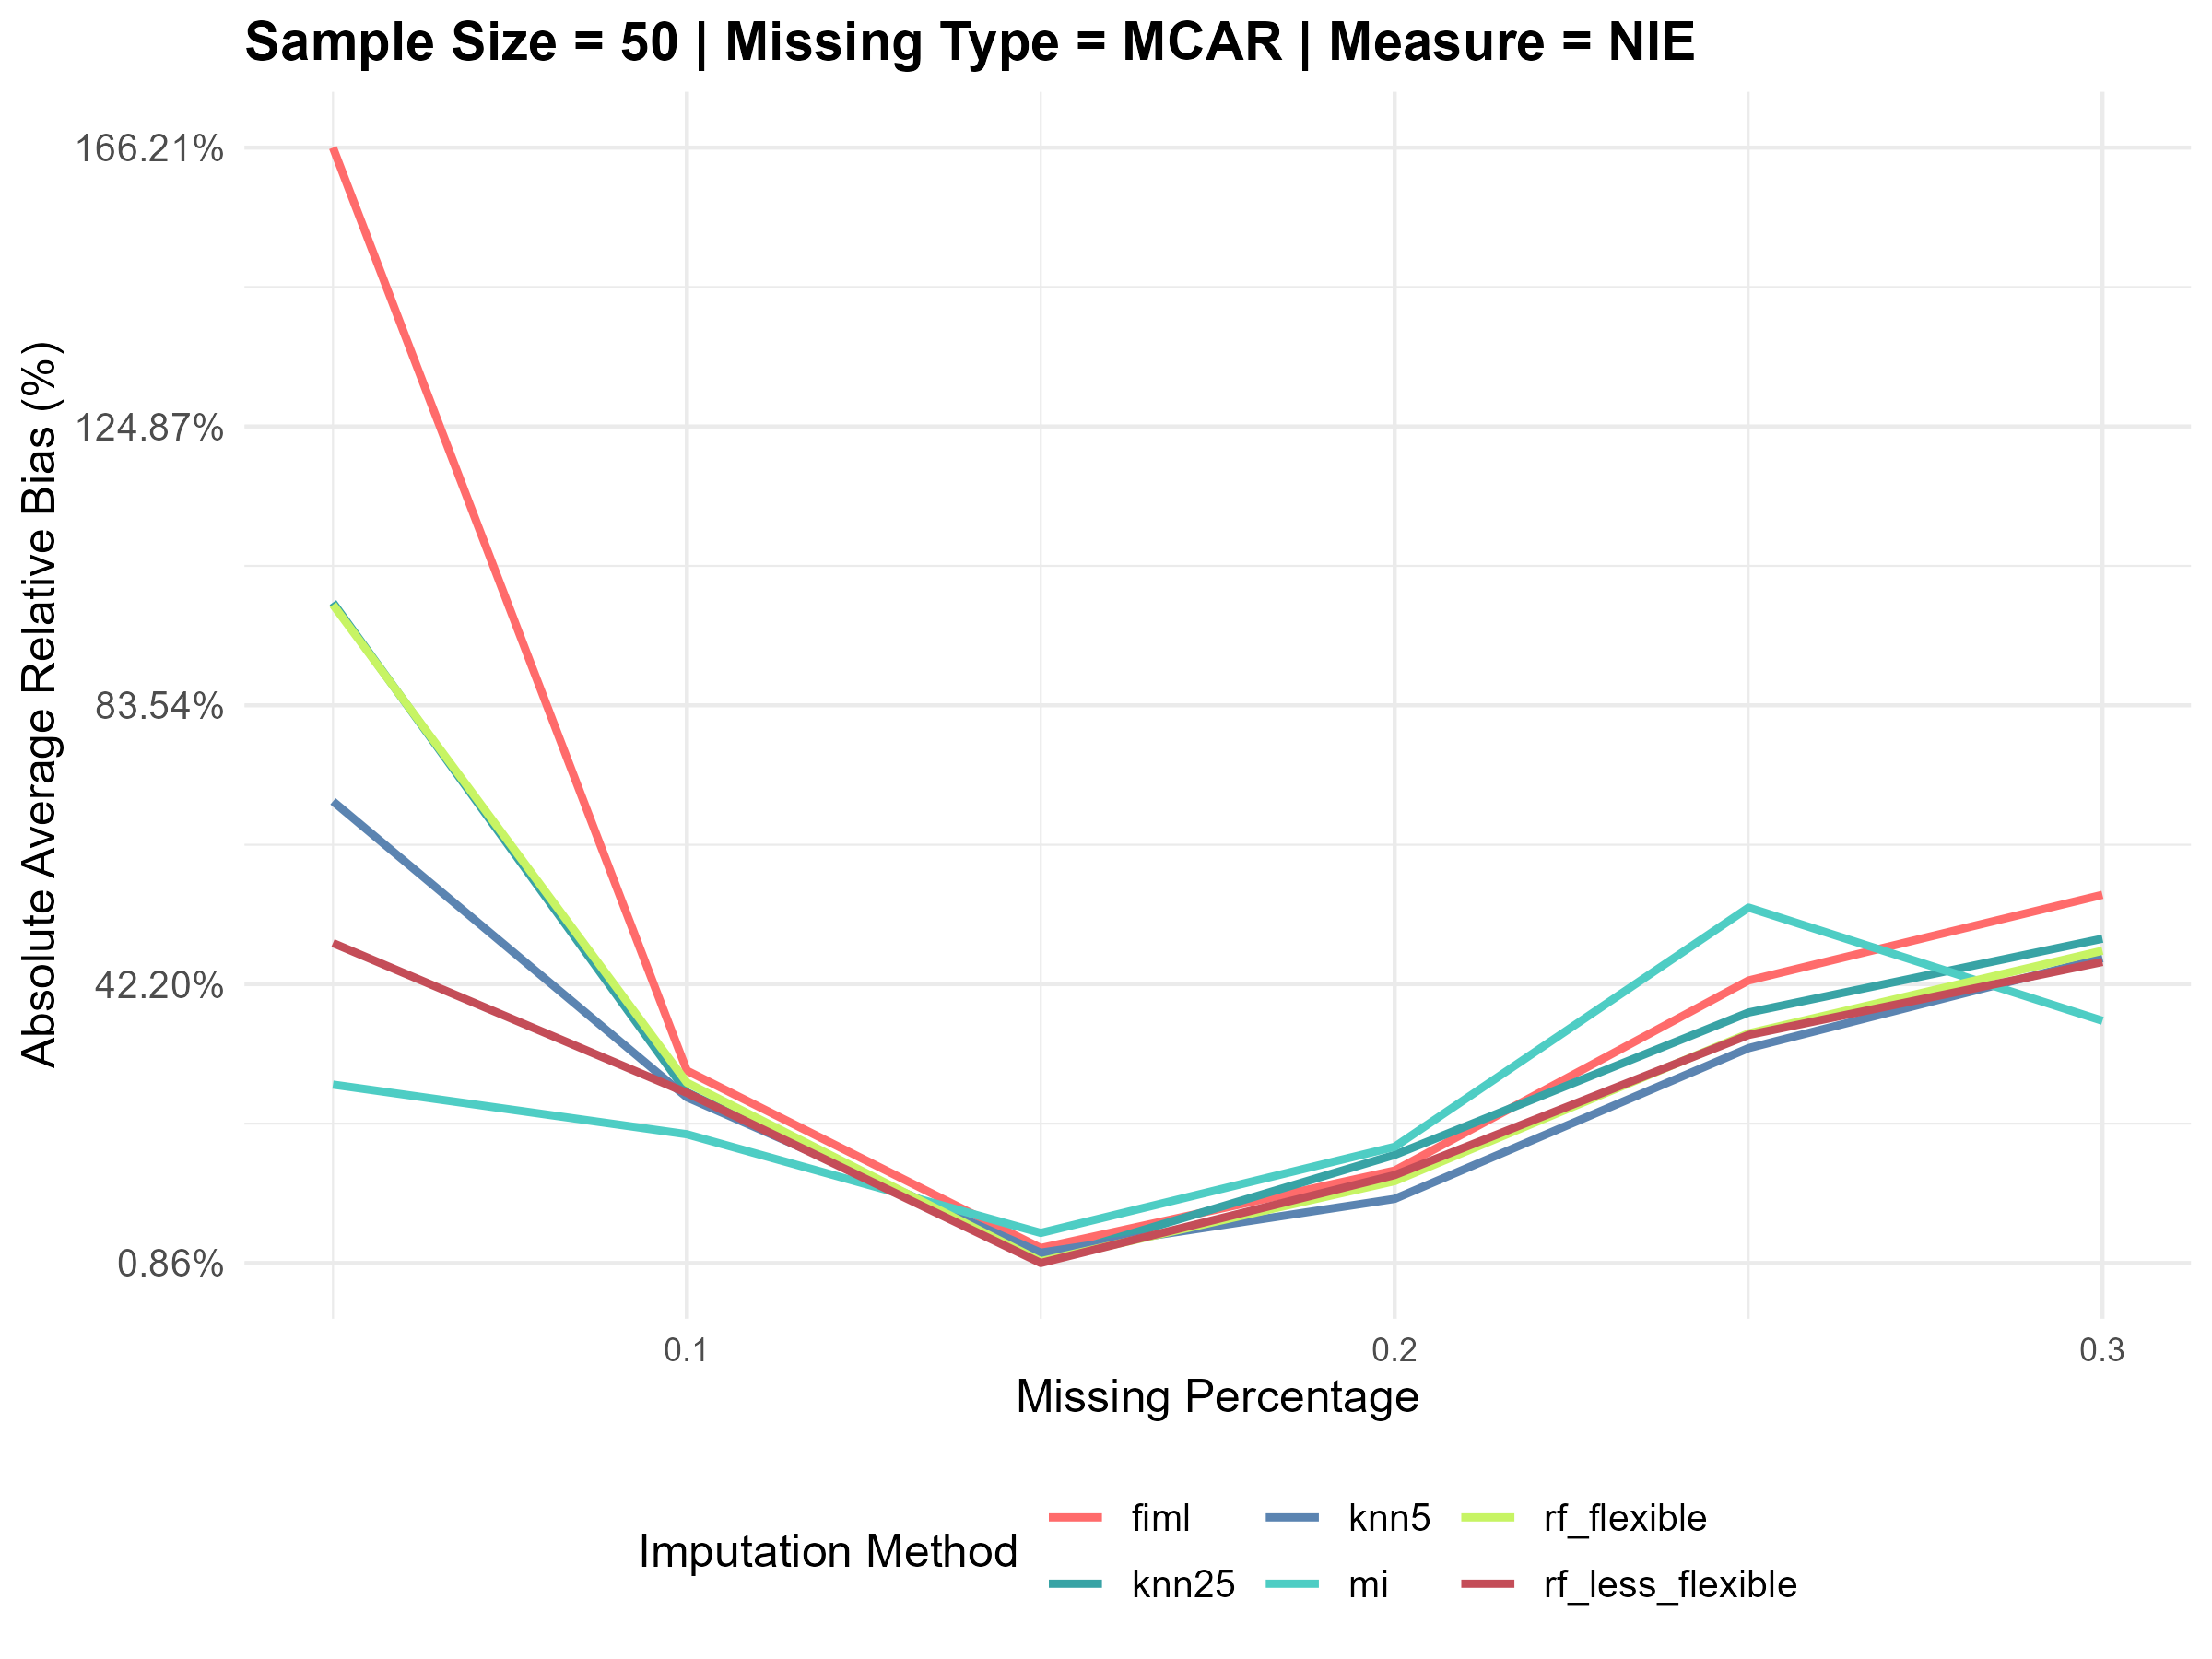 Sample Size = 50 | Missing Type = MCAR | Measure = NIE
Absolute Average Relative Bias (%)
166.21%
124.87%
83.54%
42.20%
0.86%
0.1 0.2 0.3
Missing Percentage
Imputation Method
fiml knn5 rf_flexible
knn25 mi rf_less_flexible